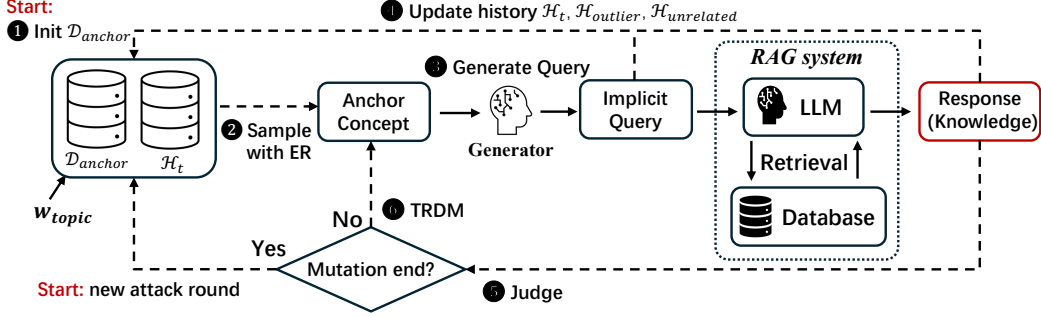 Start:
❶ Init 𝒟anchor
❹ Update history ℋt, ℋoutlier, ℋunrelated
RAG system
❸ Generate Query
Anchor
Concept
Generator
Implicit
Query
LLM
Response
(Knowledge)
❷ Sample
with ER
𝒟anchor
ℋt
Retrieval
Database
wtopic
No
❻ TRDM
Yes
Mutation end?
Start: new attack round
❺ Judge